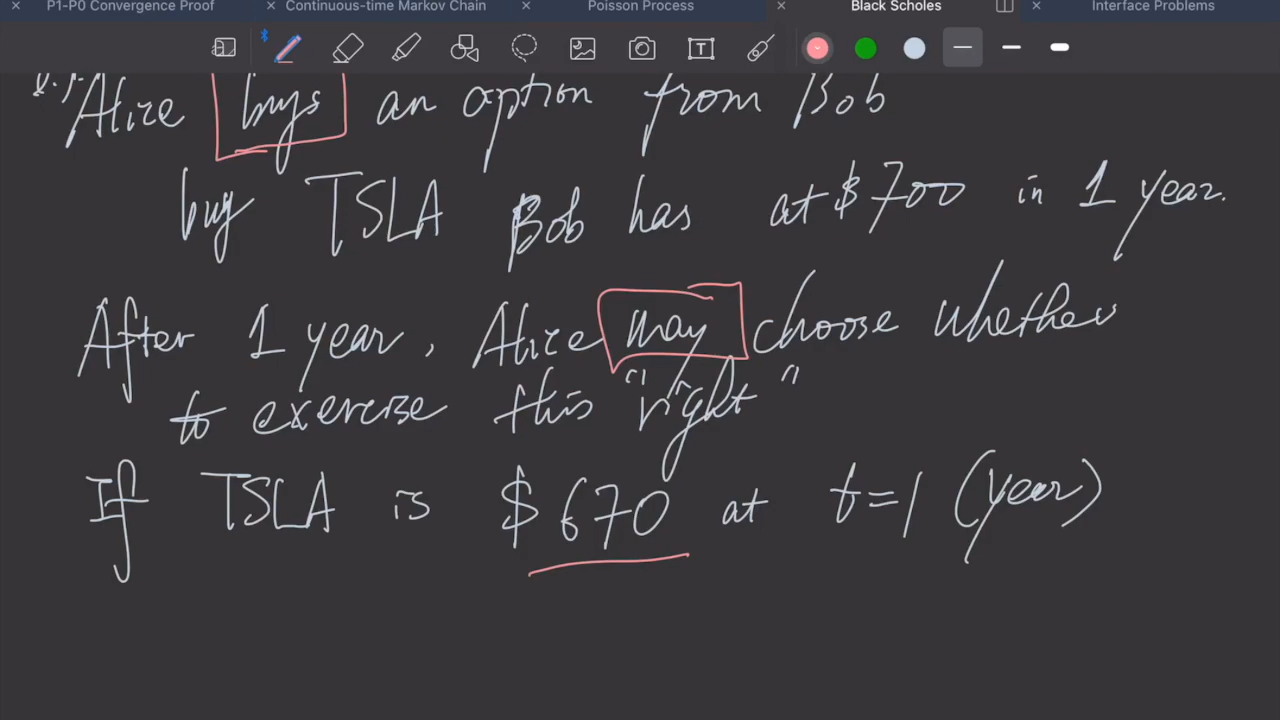 P1-P0 Convergence Proof
Continuous-time Markov Chain
Poisson Process
Black Scholes
Interface Problems
Alice buys an option from Bob
buy TSLA Bob has at $700 in 1 year.
After 1 year, Alice may choose whether
to exercise this "right"
If TSLA is $670 at t=1 (year)